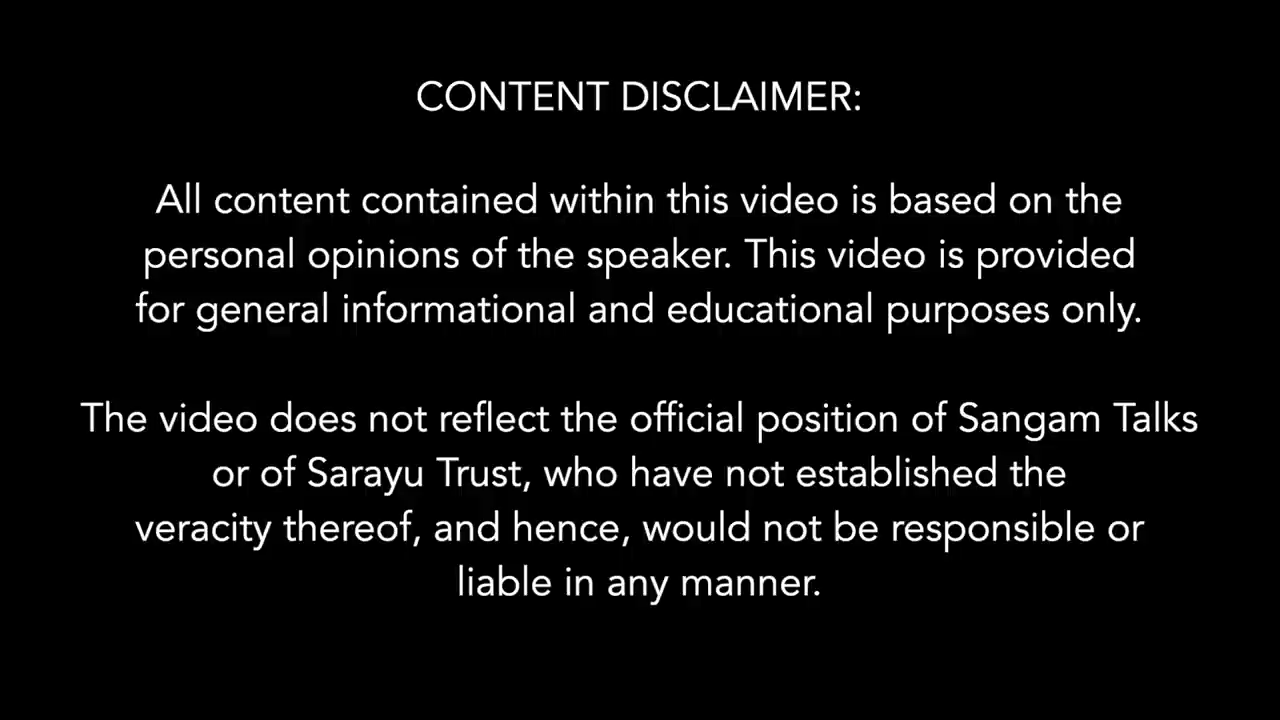 CONTENT DISCLAIMER:
All content contained within this video is based on the
personal opinions of the speaker. This video is provided
for general informational and educational purposes only.
The video does not reflect the official position of Sangam Talks
or of Sarayu Trust, who have not established the
veracity thereof, and hence, would not be responsible or
liable in any manner.